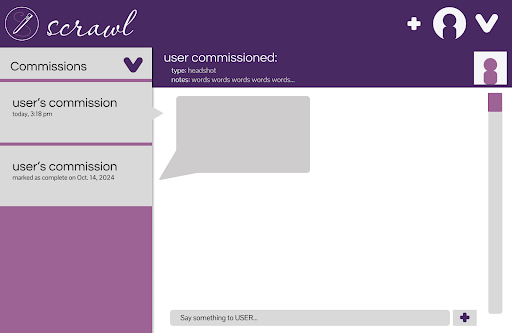 scrawl
Commissions
user's commission
today, 3:18 pm
user's commission
marked as complete on Oct. 14, 2024
user commissioned:
type: headshot
notes: words words words words words...
Say something to USER...